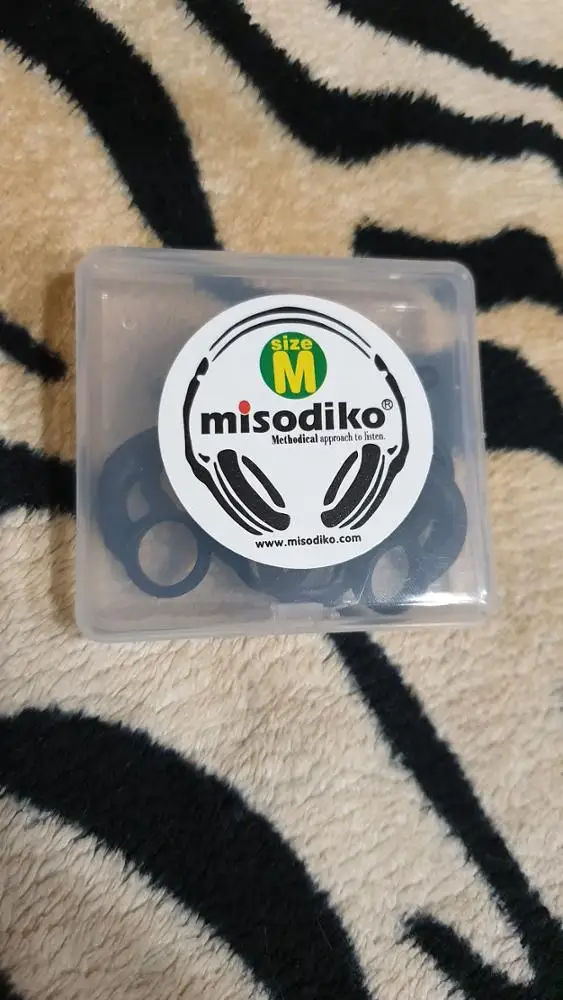 size
M
misodiko®
Methodical approach to listen.
www.misodiko.com